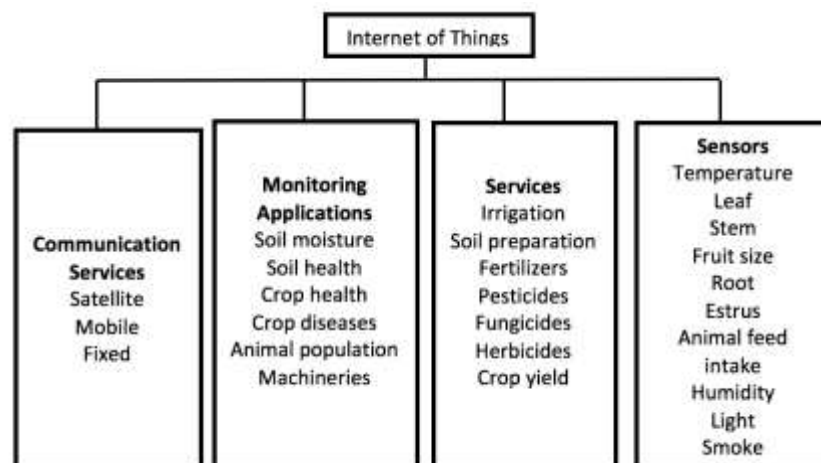 Internet of Things
Communication
Services
Satellite
Mobile
Fixed
Monitoring
Applications
Soil moisture
Soil health
Crop health
Crop diseases
Animal population
Machineries
Services
Irrigation
Soil preparation
Fertilizers
Pesticides
Fungicides
Herbicides
Crop yield
Sensors
Temperature
Leaf
Stem
Fruit size
Root
Estrus
Animal feed
intake
Humidity
Light
Smoke